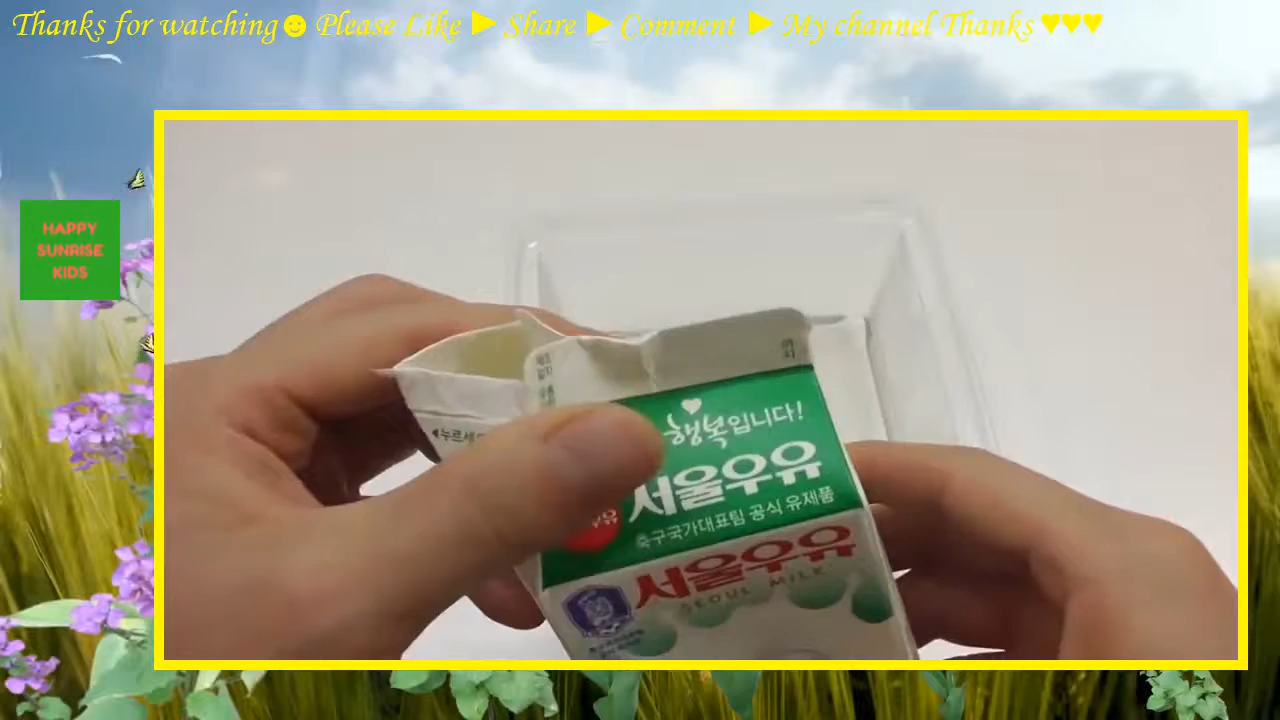 Thanks for watching☻ Please Like ► Share ► Comment ► My channel Thanks ♥♥♥
HAPPY
SUNRISE
KIDS
행복입니다!
서울우유
축구국가대표팀 공식 유제품
서울우유
SEOUL MILK